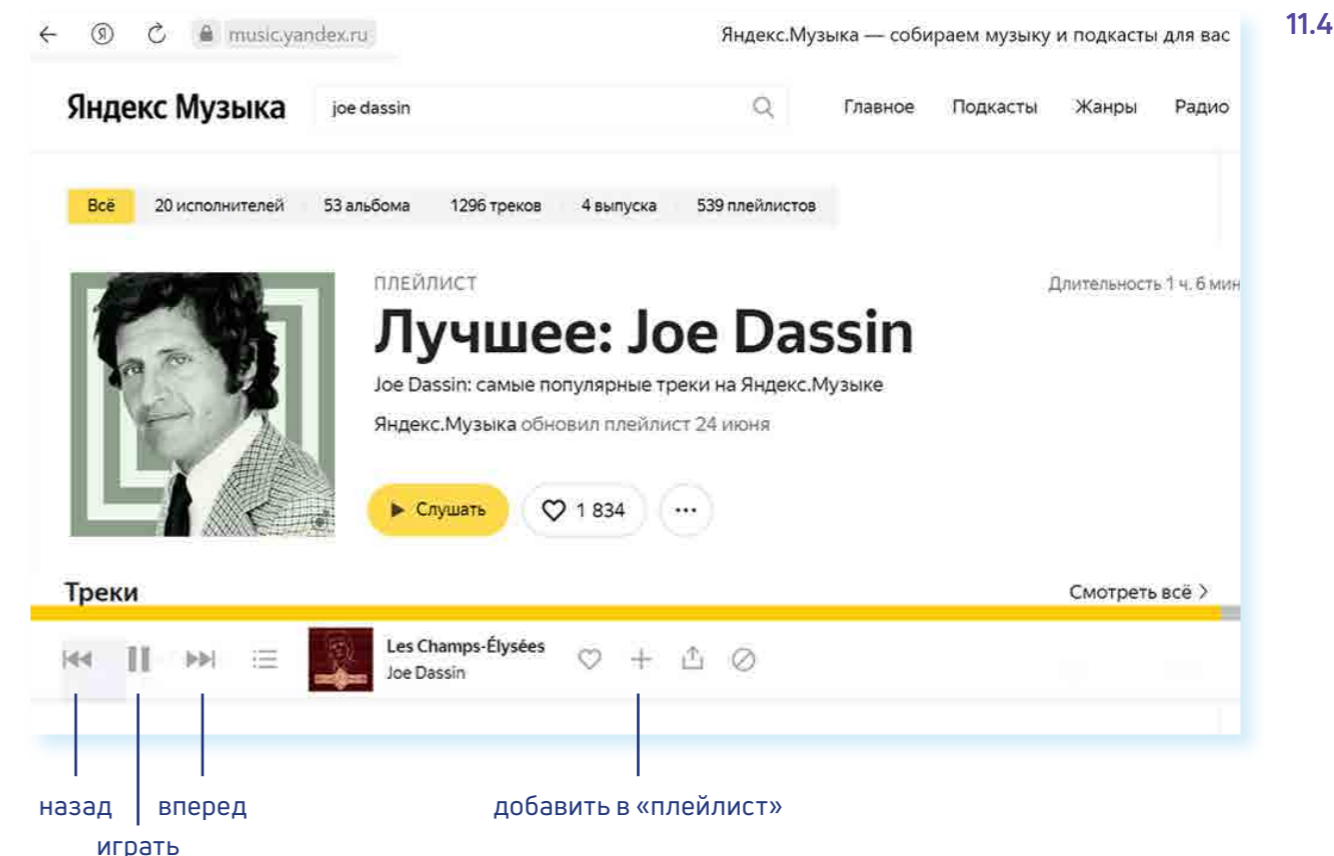 music.yandex.ru Яндекс.Музыка — собираем музыку и подкасты для вас
11.4
Яндекс Музыка joe dassin Главное Подкасты Жанры Радио
Всё 20 исполнителей 53 альбома 1296 треков 4 выпуска 539 плейлистов
ПЛЕЙЛИСТ Длительность 1 ч. 6 мин
Лучшее: Joe Dassin
Joe Dassin: самые популярные треки на Яндекс.Музыке
Яндекс.Музыка обновил плейлист 24 июня
Слушать 1 834
Треки Смотреть всё
Les Champs-Élysées
Joe Dassin
назад вперед добавить в «плейлист»
играть